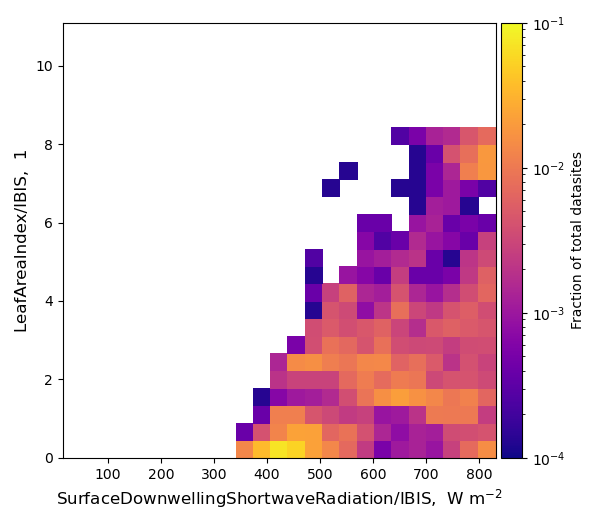 LeafAreaIndex/IBIS,  1
10
8
6
4
2
0
100 200 300 400 500 600 700 800
SurfaceDownwellingShortwaveRadiation/IBIS,  W m⁻²
10⁻¹
10⁻²
10⁻³
10⁻⁴
Fraction of total datasites